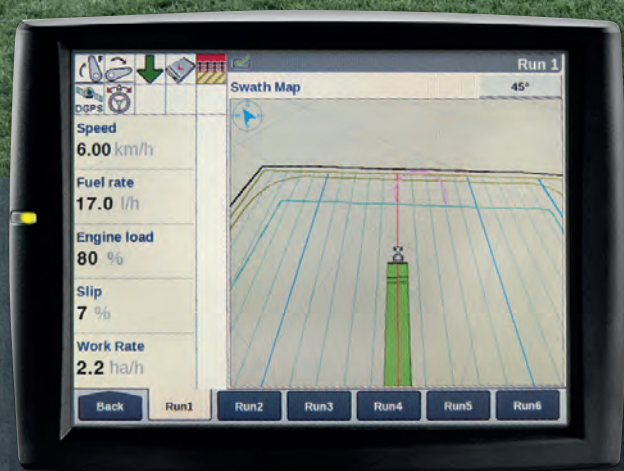 Run 1
Swath Map
45°
DGPS
Speed
6.00 km/h
Fuel rate
17.0 l/h
Engine load
80 %
Slip
7 %
Work Rate
2.2 ha/h
Back
Run1
Run2
Run3
Run4
Run5
Run6